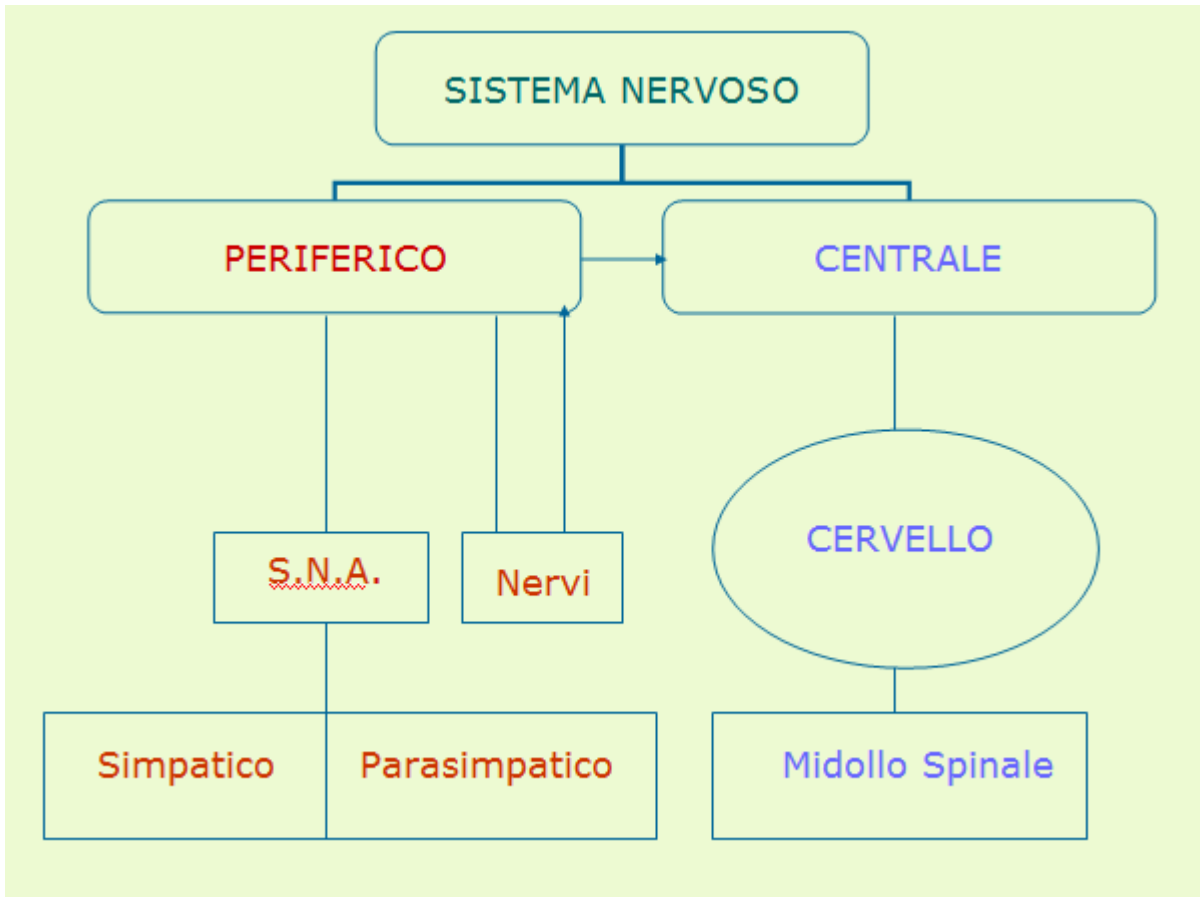 SISTEMA NERVOSO
PERIFERICO
CENTRALE
S.N.A.
Nervi
CERVELLO
Simpatico
Parasimpatico
Midollo Spinale